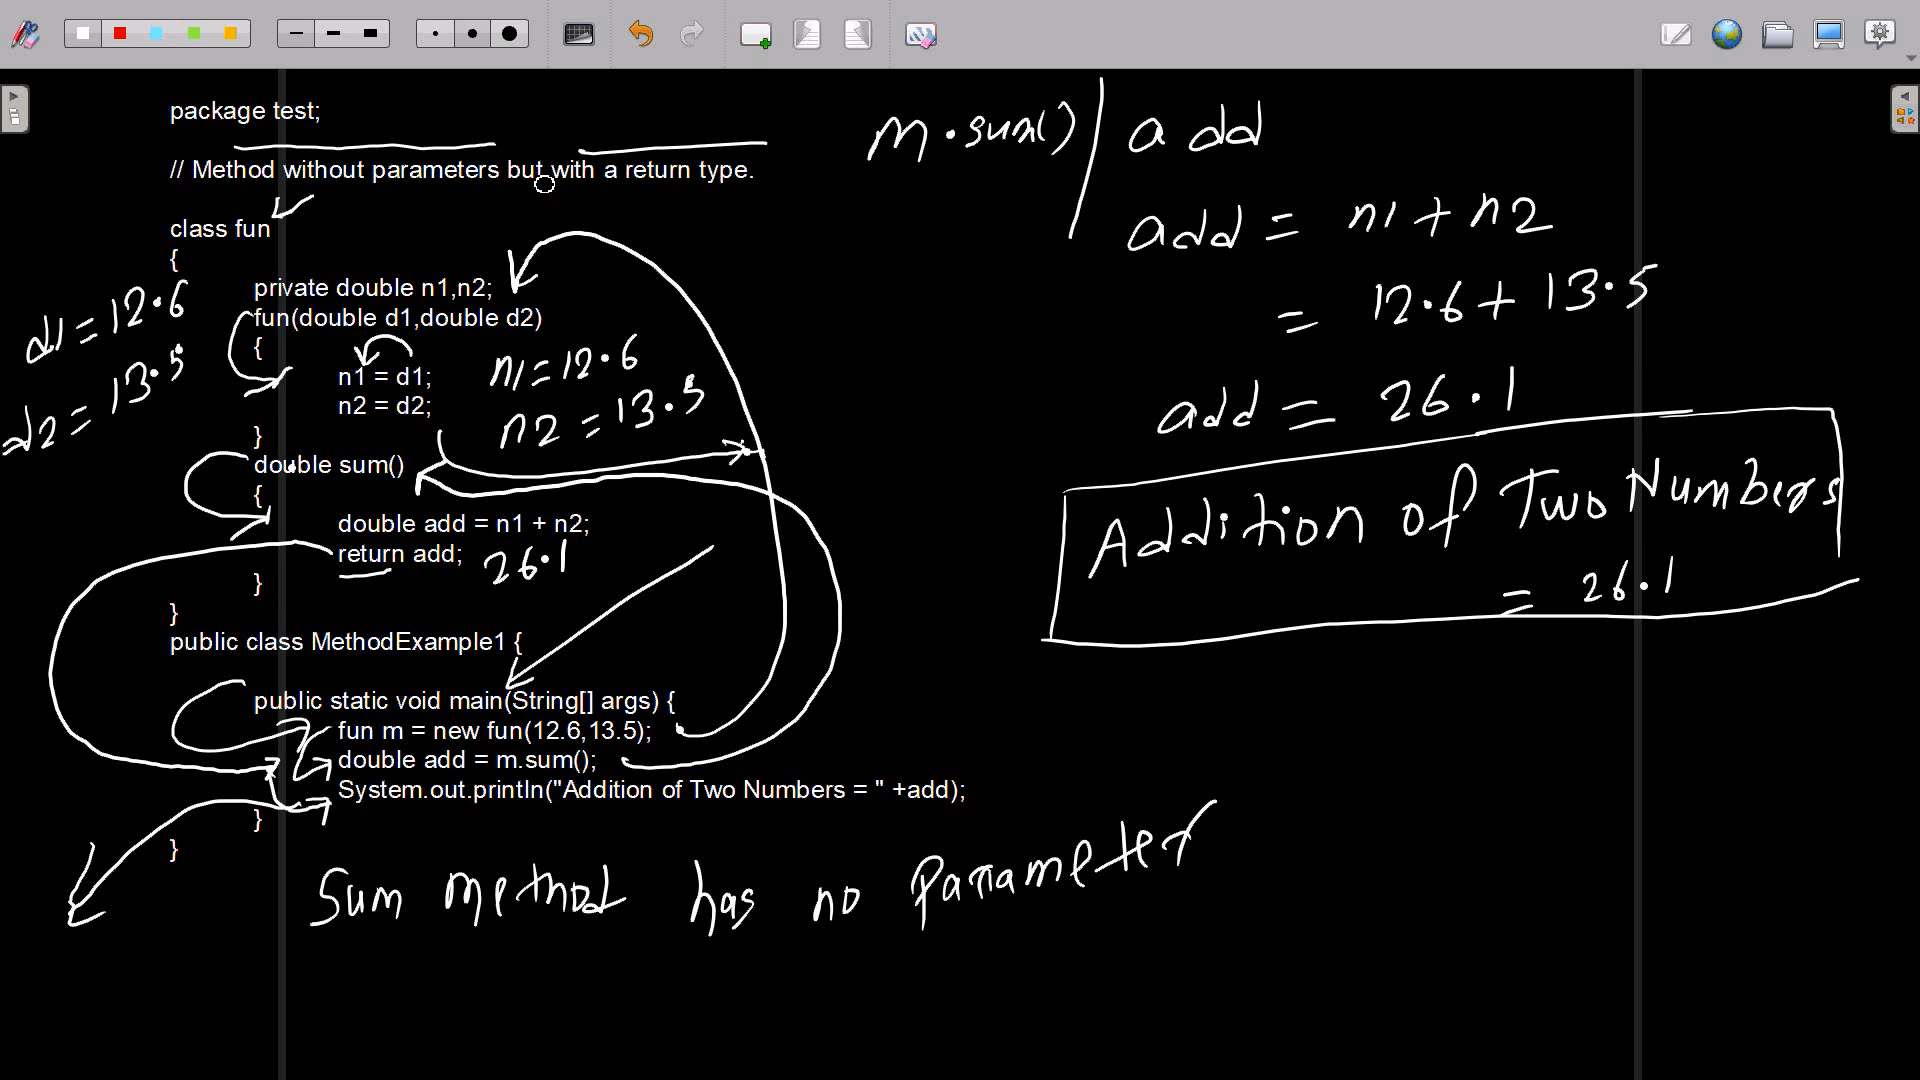 package test;
// Method without parameters but with a return type.
class fun
{
private double n1,n2;
fun(double d1,double d2)
{
n1 = d1;
n2 = d2;
}
double sum()
{
double add = n1 + n2;
return add;
}
}
public class MethodExample1 {
public static void main(String[] args) {
fun m = new fun(12.6,13.5);
double add = m.sum();
System.out.println("Addition of Two Numbers = " +add);
}
}
d1 = 12.6
d2 = 13.5
n1 = 12.6
n2 = 13.5
26.1
m.sum() | add
add = n1 + n2
= 12.6 + 13.5
add = 26.1
Addition of Two Numbers
= 26.1
Sum method has no Parameter